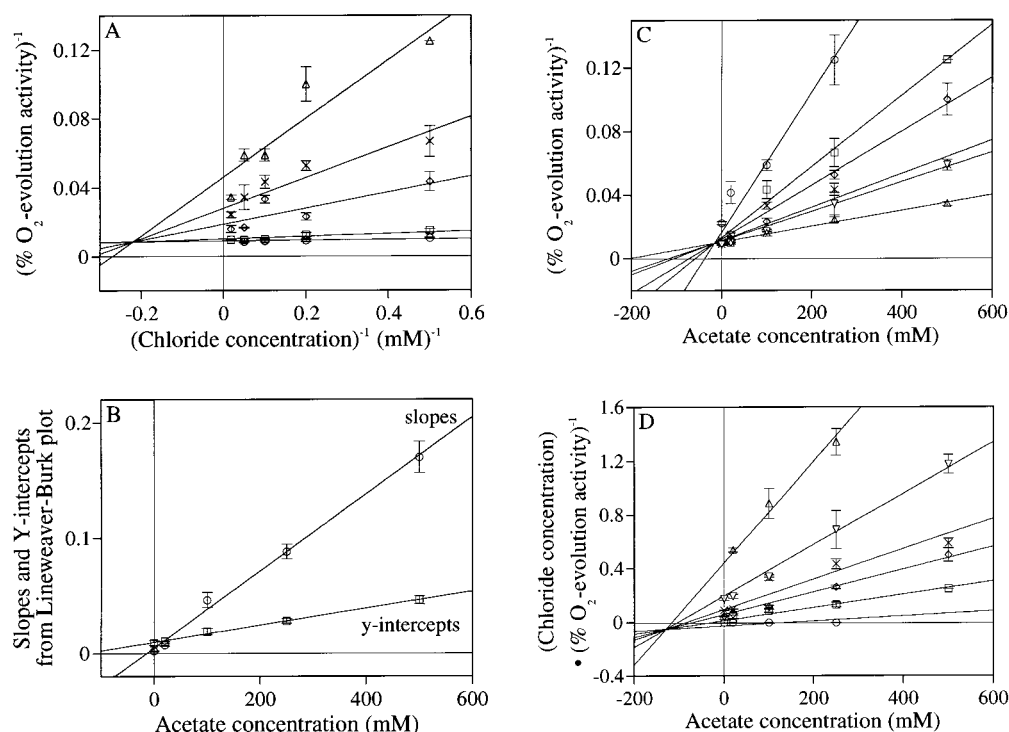 A
(% O₂-evolution activity)⁻¹
0.12
0.08
0.04
0
-0.2
0
0.2
0.4
0.6
(Chloride concentration)⁻¹ (mM)⁻¹
C
(% O₂-evolution activity)⁻¹
0.12
0.08
0.04
0
-200
0
200
400
600
Acetate concentration (mM)
B
Slopes and Y-intercepts
from Lineweaver-Burk plot
0.2
0.1
0
slopes
y-intercepts
0
200
400
600
Acetate concentration (mM)
D
(Chloride concentration)
• (% O₂-evolution activity)⁻¹
1.6
1.2
0.8
0.4
0
-0.4
-200
0
200
400
600
Acetate concentration (mM)